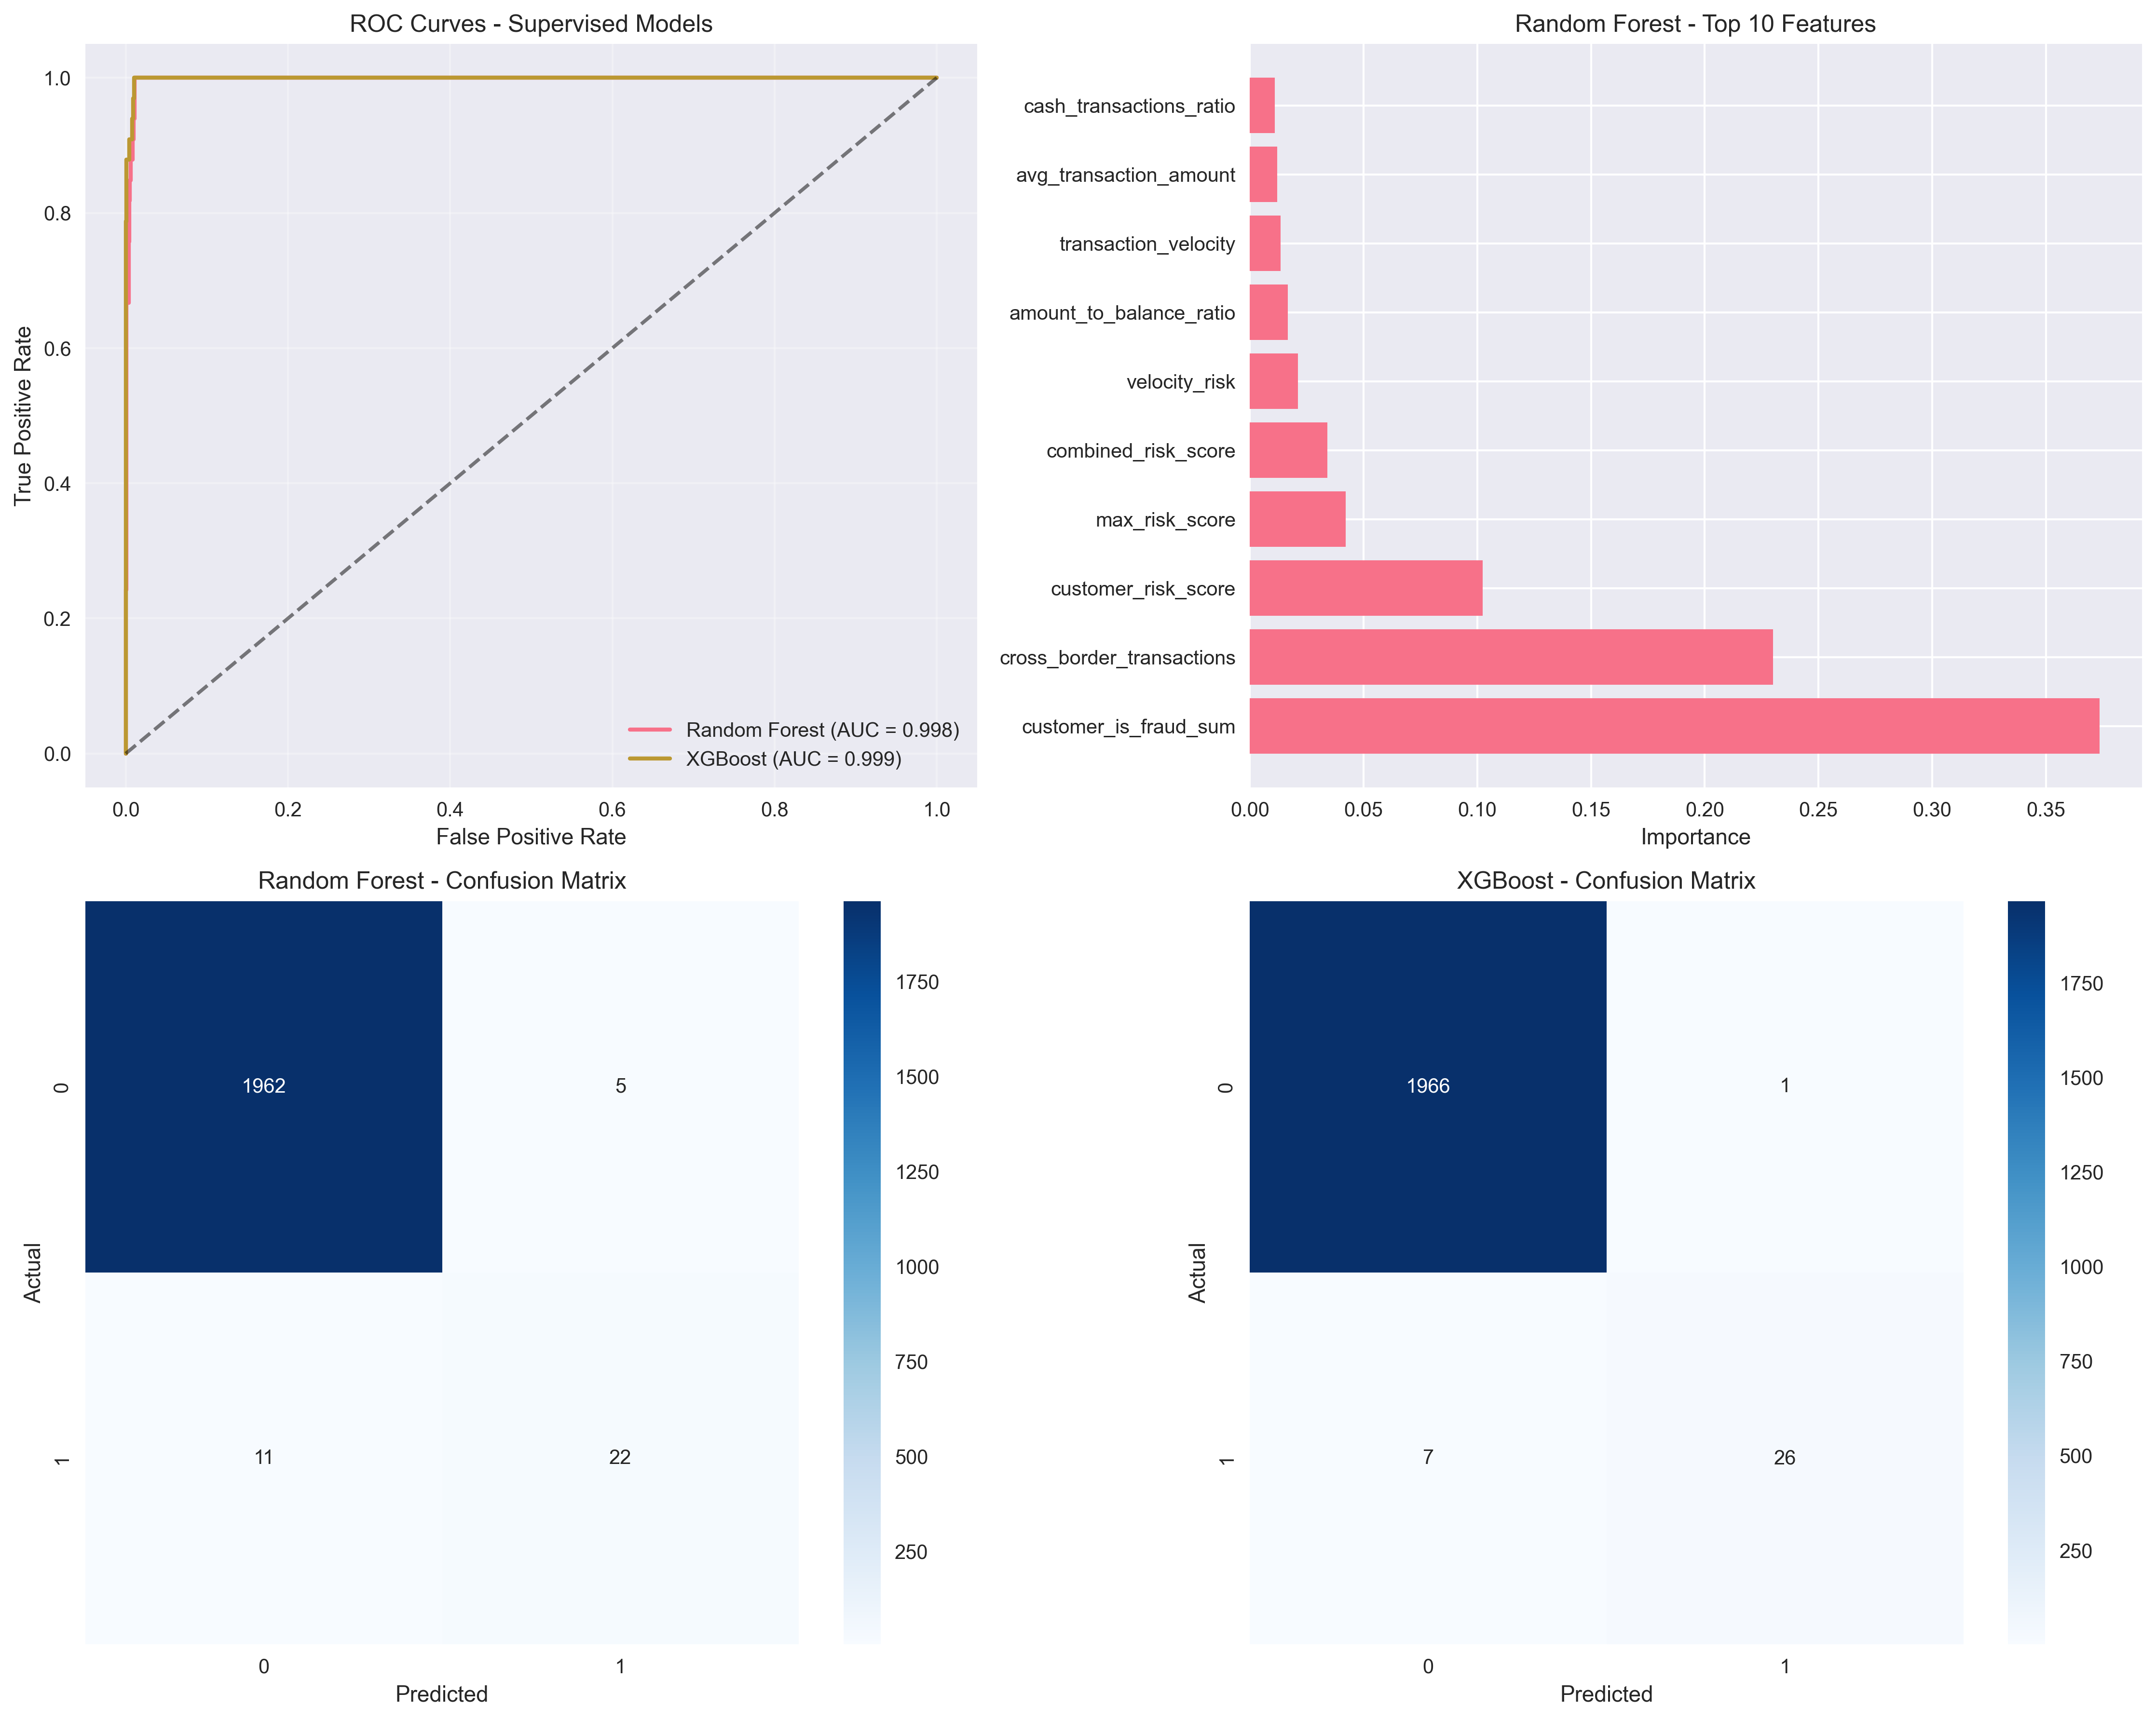 ROC Curves - Supervised Models
True Positive Rate
1.0
0.8
0.6
0.4
0.2
0.0
Random Forest (AUC = 0.998)
XGBoost (AUC = 0.999)
0.0 0.2 0.4 0.6 0.8 1.0
False Positive Rate
Random Forest - Top 10 Features
cash_transactions_ratio
avg_transaction_amount
transaction_velocity
amount_to_balance_ratio
velocity_risk
combined_risk_score
max_risk_score
customer_risk_score
cross_border_transactions
customer_is_fraud_sum
0.00 0.05 0.10 0.15 0.20 0.25 0.30 0.35
Importance
Random Forest - Confusion Matrix
Actual
0
1
1962 5
11 22
0 1
Predicted
1750
1500
1250
1000
750
500
250
XGBoost - Confusion Matrix
Actual
0
1
1966 1
7 26
0 1
Predicted
1750
1500
1250
1000
750
500
250